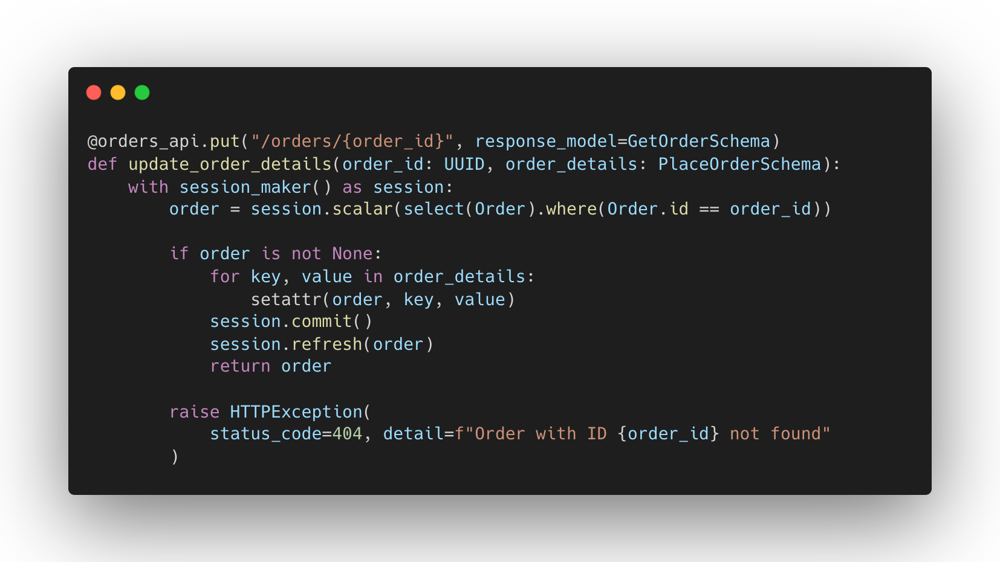 @orders_api.put("/orders/{order_id}", response_model=GetOrderSchema)
def update_order_details(order_id: UUID, order_details: PlaceOrderSchema):
    with session_maker() as session:
        order = session.scalar(select(Order).where(Order.id == order_id))

        if order is not None:
            for key, value in order_details:
                setattr(order, key, value)
            session.commit()
            session.refresh(order)
            return order

        raise HTTPException(
            status_code=404, detail=f"Order with ID {order_id} not found"
        )